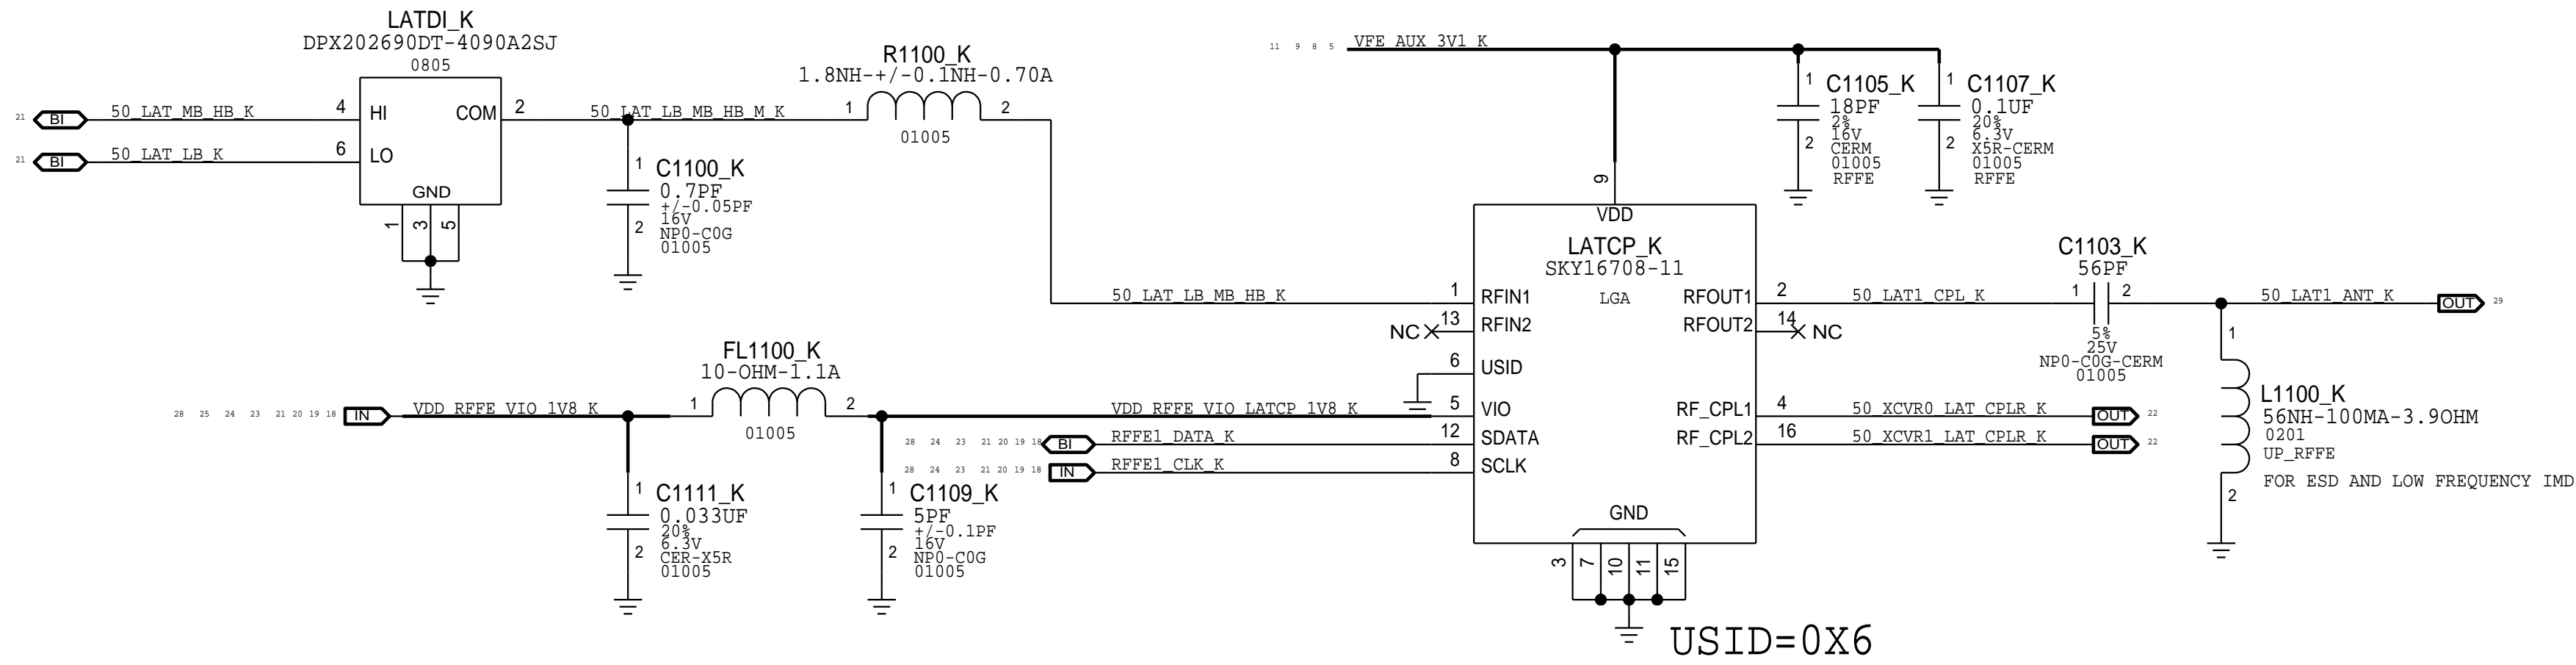 LATDI_K
DPX202690DT-4090A2SJ
0805
21 BI 50_LAT_MB_HB_K 4 HI COM 2 50_LAT_LB_MB_HB_M_K
21 BI 50_LAT_LB_K 6 LO
GND
1 3 5
C1100_K
1
0.7PF
+/-0.05PF
16V
2
NP0-C0G
01005
R1100_K
1.8NH-+/-0.1NH-0.70A
1 2
01005
11 9 8 5 VFE_AUX_3V1_K
1 C1105_K
18PF
2%
16V
2 CERM
01005
RFFE
1 C1107_K
0.1UF
20%
6.3V
2 X5R-CERM
01005
RFFE
9
VDD
LATCP_K
SKY16708-11
LGA
50_LAT_LB_MB_HB_K 1 RFIN1
NC 13 RFIN2
6 USID
5 VIO
12 SDATA
8 SCLK
RFOUT1 2 50_LAT1_CPL_K
RFOUT2 14 NC
RF_CPL1 4 50_XCVR0_LAT_CPLR_K OUT 22
RF_CPL2 16 50_XCVR1_LAT_CPLR_K OUT 22
GND
3 7 10 11 15
USID=0X6
C1103_K
56PF
1 2
5%
25V
NP0-C0G-CERM
01005
50_LAT1_ANT_K OUT 29
1
L1100_K
56NH-100MA-3.9OHM
0201
UP_RFFE
FOR ESD AND LOW FREQUENCY IMD
2
FL1100_K
10-OHM-1.1A
1 2
01005
28 25 24 23 21 20 19 18 IN VDD_RFFE_VIO_1V8_K
VDD_RFFE_VIO_LATCP_1V8_K
28 24 23 21 20 19 18 BI RFFE1_DATA_K
28 24 23 21 20 19 18 IN RFFE1_CLK_K
1 C1111_K
0.033UF
20%
6.3V
2 CER-X5R
01005
1 C1109_K
5PF
+/-0.1PF
16V
2 NP0-C0G
01005